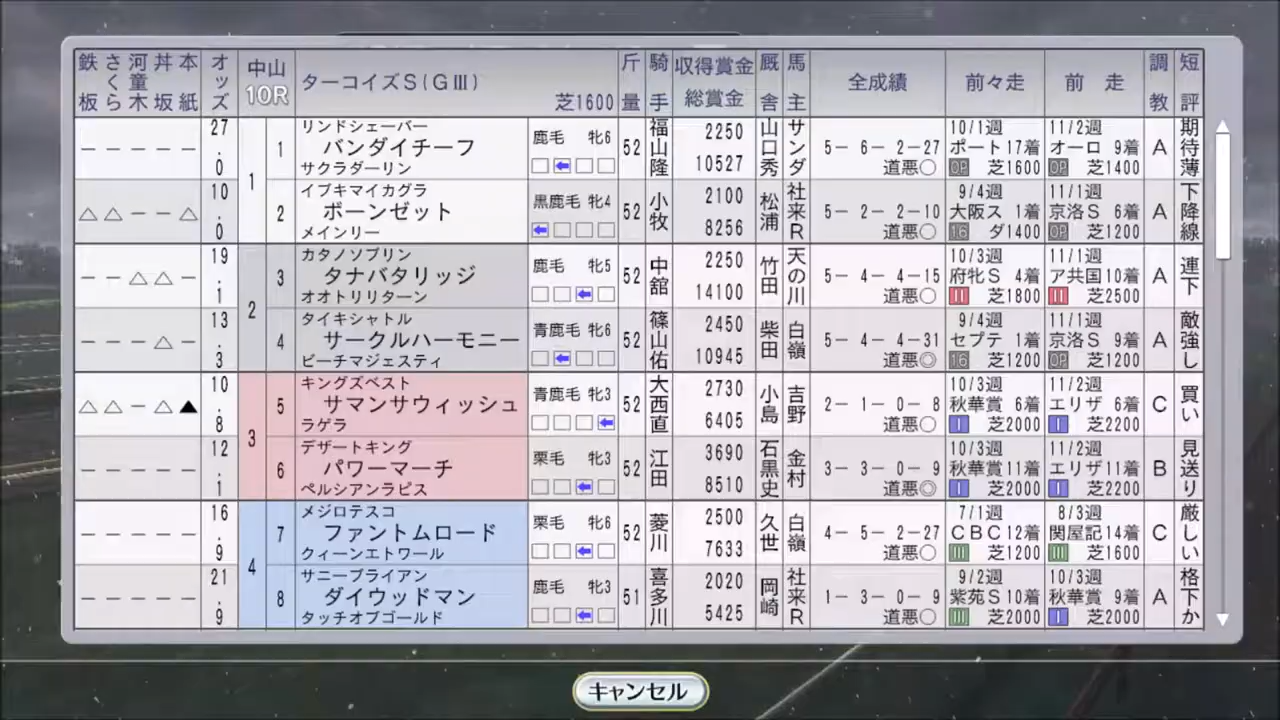 鉄板 さくら 河童木 丼坂 本紙 オッズ 中山10R ターコイズS(GⅢ) 芝1600 斤量 騎手 収得賞金 総賞金 厩舎 馬主 全成績 前々走 前 走 調教 短評
－ － － － － 27.0 1 1 リンドシェーバー
バンダイチーフ
サクラダーリン
鹿毛 牝6 52 福山隆 2250 10527 山口秀 サンダ 5－ 6－ 2－27 道悪○
10/1週 ポート17着 OP 芝1600
11/2週 オーロ 9着 OP 芝1400
A 期待薄
△ △ － － △ 10.0 2 イブキマイカグラ
ボーンゼット
メインリー
黒鹿毛 牝4 52 小牧 2100 8256 松浦 社来R 5－ 2－ 2－10 道悪○
9/4週 大阪ス 1着 16 ダ1400
11/1週 京洛S 6着 OP 芝1200
A 下降線
－ － △ △ － 19.1 2 3 カタノソブリン
タナバタリッジ
オオトリリターン
鹿毛 牝5 52 中舘 2250 14100 竹田 天の川 5－ 4－ 4－15 道悪○
10/3週 府牝S 4着 Ⅱ 芝1800
11/1週 ア共国10着 Ⅱ 芝2500
A 連下
－ － － △ － 13.3 4 タイキシャトル
サークルハーモニー
ビーチマジェスティ
青鹿毛 牝6 52 篠山佑 2450 10945 柴田 白嶺 5－ 4－ 4－31 道悪◎
9/4週 セプテ 1着 16 芝1200
11/1週 京洛S 9着 OP 芝1200
A 敵強し
△ △ － △ ▲ 10.8 3 5 キングズベスト
サマンサウィッシュ
ラゲラ
青鹿毛 牝3 52 大西直 2730 6405 小島 吉野 2－ 1－ 0－ 8 道悪○
10/3週 秋華賞 6着 Ⅰ 芝2000
11/2週 エリザ 6着 Ⅰ 芝2200
C 買い
－ － － － － 12.1 6 デザートキング
パワーマーチ
ペルシアンラピス
栗毛 牝3 52 江田 3690 8510 石黒史 金村 3－ 3－ 0－ 9 道悪◎
10/3週 秋華賞11着 Ⅰ 芝2000
11/2週 エリザ11着 Ⅰ 芝2200
B 見送り
－ － － － － 16.9 4 7 メジロテスコ
ファントムロード
クィーンエトワール
栗毛 牝6 52 菱川 2500 7633 久世 白嶺 4－ 5－ 2－27 道悪○
7/1週 CBC12着 Ⅲ 芝1200
8/3週 関屋記14着 Ⅲ 芝1600
C 厳しい
－ － － － － 21.9 8 サニーブライアン
ダイウッドマン
タッチオブゴールド
鹿毛 牝3 51 喜多川 2020 5425 岡崎 社来R 1－ 3－ 0－ 9 道悪○
9/2週 紫苑S10着 Ⅲ 芝2000
10/3週 秋華賞 9着 Ⅰ 芝2000
A 格下か
キャンセル